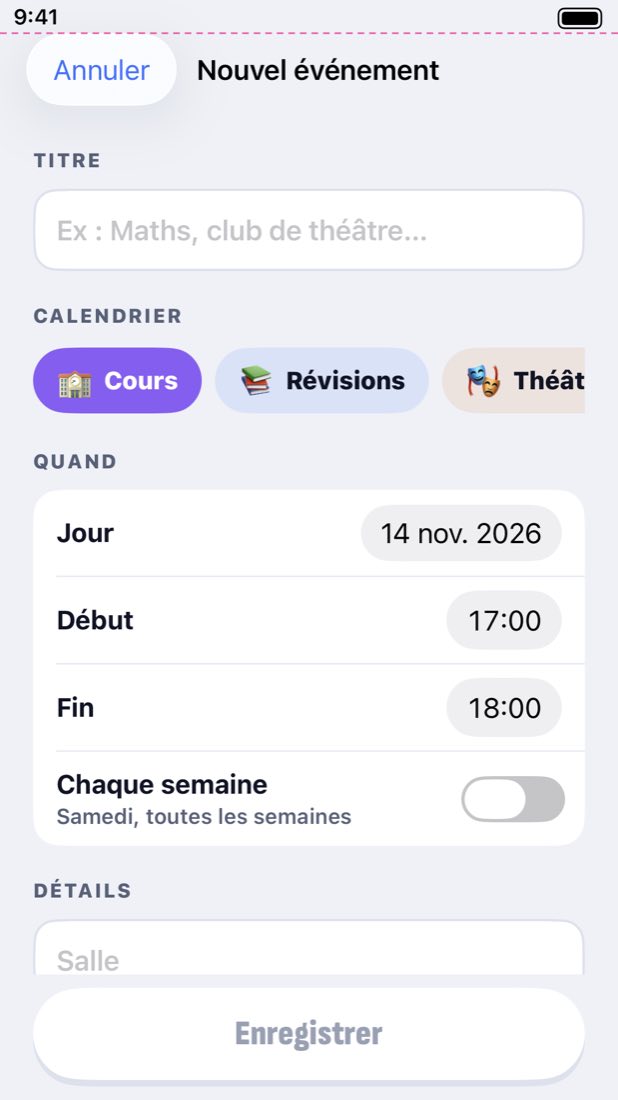 9:41
Annuler
Nouvel événement
TITRE
Ex : Maths, club de théâtre...
CALENDRIER
Cours
Révisions
Théât
QUAND
Jour
14 nov. 2026
Début
17:00
Fin
18:00
Chaque semaine
Samedi, toutes les semaines
DÉTAILS
Salle
Enregistrer